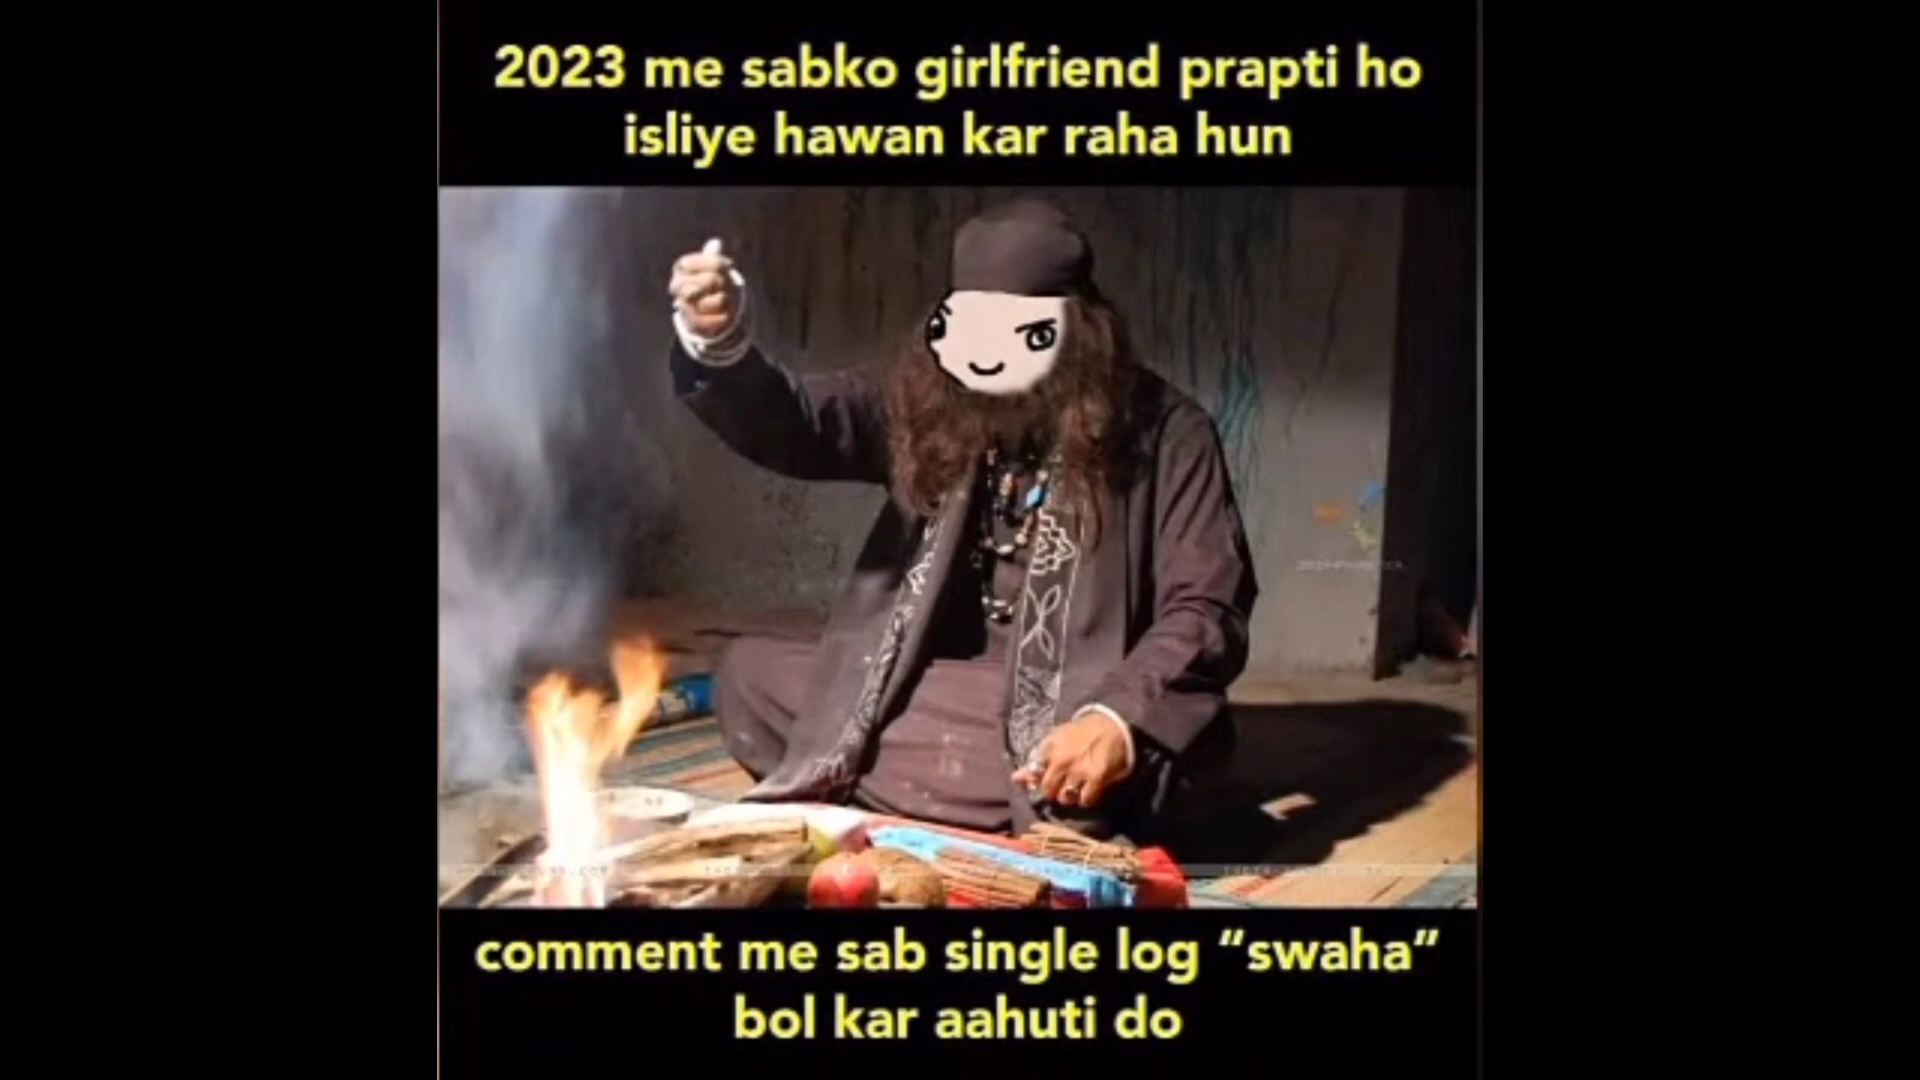 2023 me sabko girlfriend prapti ho
isliye hawan kar raha hun
comment me sab single log “swaha”
bol kar aahuti do